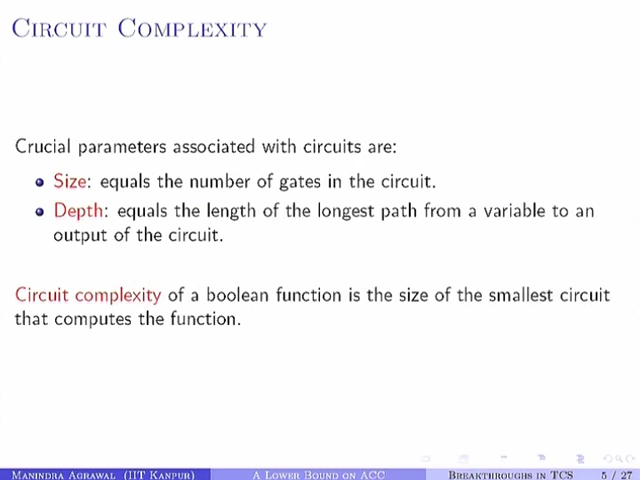 Circuit Complexity
Crucial parameters associated with circuits are:
Size: equals the number of gates in the circuit.
Depth: equals the length of the longest path from a variable to an
output of the circuit.
Circuit complexity of a boolean function is the size of the smallest circuit
that computes the function.
Manindra Agrawal (IIT Kanpur) A Lower Bound on ACC Breakthroughs in TCS 5 / 27